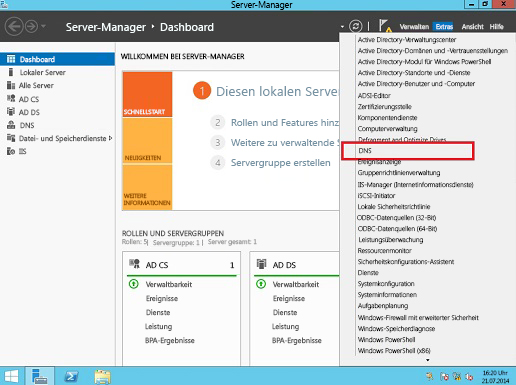 Server-Manager
Server-Manager ▸ Dashboard
Verwalten Extras Ansicht Hilfe
Dashboard
Lokaler Server
Alle Server
AD CS
AD DS
DNS
Datei- und Speicherdienste
IIS
WILLKOMMEN BEI SERVER-MANAGER
SCHNELLSTART
NEUIGKEITEN
WEITERE
INFORMATIONEN
1 Diesen lokalen Server
2 Rollen und Features hinz
3 Weitere zu verwaltende S
4 Servergruppe erstellen
ROLLEN UND SERVERGRUPPEN
Rollen: 5 | Servergruppe: 1 | Server gesamt: 1
AD CS 1
Verwaltbarkeit
Ereignisse
Dienste
Leistung
BPA-Ergebnisse
AD DS
Verwaltbarkeit
Ereignisse
Dienste
Leistung
BPA-Ergebnisse
Active Directory-Verwaltungscenter
Active Directory-Domänen und -Vertrauensstellungen
Active Directory-Modul für Windows PowerShell
Active Directory-Standorte und -Dienste
Active Directory-Benutzer und -Computer
ADSI-Editor
Zertifizierungsstelle
Komponentendienste
Computerverwaltung
Defragment and Optimize Drives
DNS
Ereignisanzeige
Gruppenrichtlinienverwaltung
IIS-Manager (Internetinformationsdienste)
iSCSI-Initiator
Lokale Sicherheitsrichtlinie
ODBC-Datenquellen (32-Bit)
ODBC-Datenquellen (64-Bit)
Leistungsüberwachung
Ressourcenmonitor
Sicherheitskonfigurations-Assistent
Dienste
Systemkonfiguration
Systeminformationen
Aufgabenplanung
Windows-Firewall mit erweiterter Sicherheit
Windows-Speicherdiagnose
Windows PowerShell
Windows PowerShell (x86)
16:20 Uhr
21.07.2014